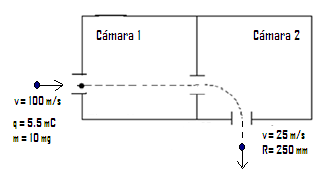 Cámara 1
Cámara 2
v = 100 m/s
q = 5.5 mC
m = 10 mg
v = 25 m/s
R= 250 mm